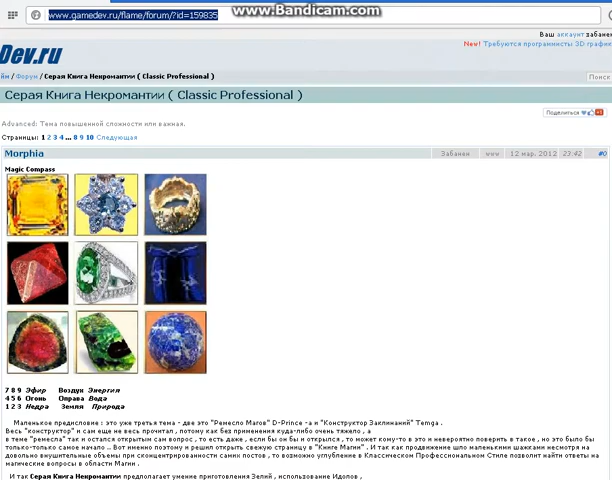 www.gamedev.ru/flame/forum/?id=159835
www.Bandicam.com
Ваш аккаунт забанен
New! Требуются программисты 3D график
Dev.ru
йм / Форум / Серая Книга Некромантии ( Classic Professional )
Поиск
Серая Книга Некромантии ( Classic Professional )
Поделиться
Advanced: Тема повышенной сложности или важная.
Страницы: 1 2 3 4 ... 8 9 10 Следующая
Morphia Забанен www 12 мар. 2012 23:42 #0
Magic Compass
7 8 9 Эфир Воздух Энергия
4 5 6 Огонь Оправа Вода
1 2 3 Недра Земля Природа
Маленькое предисловие : это уже третья тема - две это "Ремесло Магов" D-Prince -а и "Конструктор Заклинаний" Temga .
Весь "конструктор" я сам еще не весь прочитал , потому как без применения куда-либо очень тяжело , а
в теме "ремесла" так и остался открытым сам вопрос , то есть даже , если бы он бы и открылся , то может кому-то в это и невероятно поверить в такое , но это было бы
только-только самое начало .. Вот именно поэтому я решил открыть свежую страницу в "Книге Магии" . И так как продвижение шло маленькими шажками несмотря на
довольно внушительные объемы при сконцентрированности самих постов , то возможно углубление в Классическом Профессиональном Стиле позволит найти ответы на
магические вопросы в области Магии .
И так Серая Книга Некромантии предполагает умение приготовления Зелий , использование Идолов ,